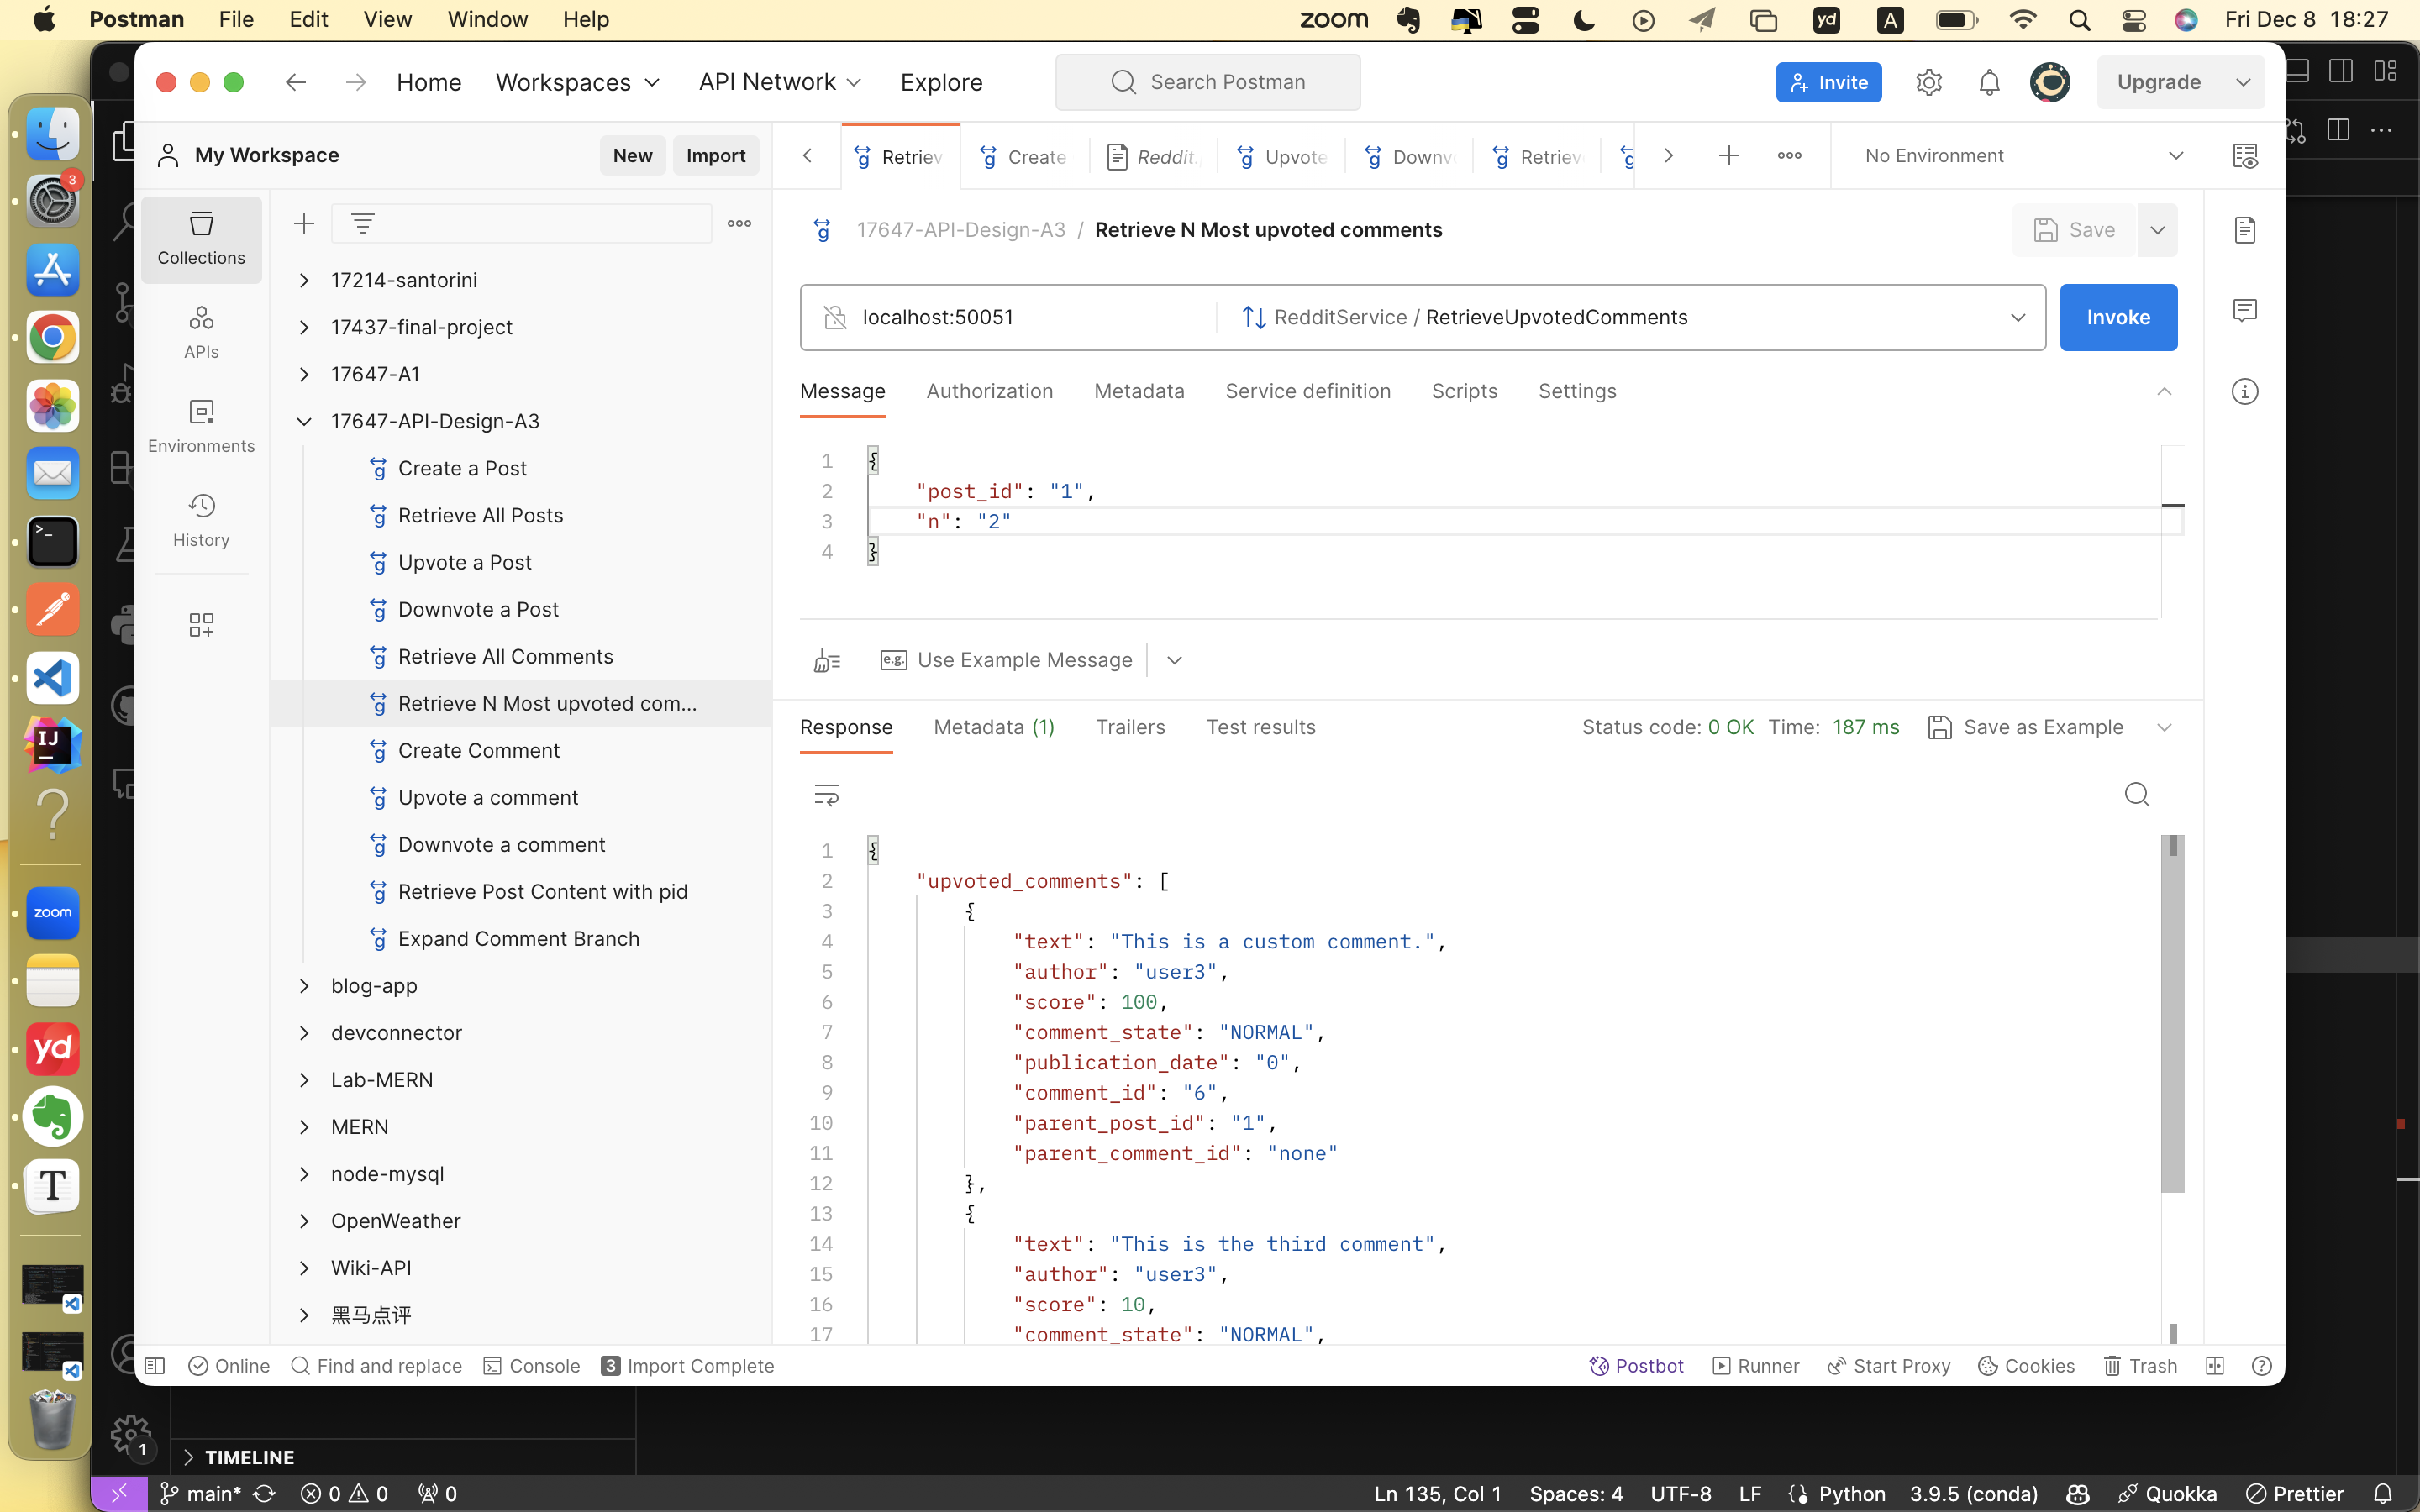 Postman File Edit View Window Help
zoom yd A Fri Dec 8 18:27
Home Workspaces API Network Explore
Search Postman
Invite
Upgrade
My Workspace New Import
Retriev Create Reddit. Upvote Downv Retriev
No Environment
3
Collections
APIs
Environments
History
17214-santorini
17437-final-project
17647-A1
17647-API-Design-A3
Create a Post
Retrieve All Posts
Upvote a Post
Downvote a Post
Retrieve All Comments
Retrieve N Most upvoted com...
Create Comment
Upvote a comment
Downvote a comment
Retrieve Post Content with pid
Expand Comment Branch
blog-app
devconnector
Lab-MERN
MERN
node-mysql
OpenWeather
Wiki-API
黑马点评
17647-API-Design-A3 / Retrieve N Most upvoted comments
Save
localhost:50051
RedditService / RetrieveUpvotedComments
Invoke
Message Authorization Metadata Service definition Scripts Settings
1 {
2 "post_id": "1",
3 "n": "2"
4 }
e.g. Use Example Message
Response Metadata (1) Trailers Test results
Status code: 0 OK Time: 187 ms Save as Example
1 {
2 "upvoted_comments": [
3 {
4 "text": "This is a custom comment.",
5 "author": "user3",
6 "score": 100,
7 "comment_state": "NORMAL",
8 "publication_date": "0",
9 "comment_id": "6",
10 "parent_post_id": "1",
11 "parent_comment_id": "none"
12 },
13 {
14 "text": "This is the third comment",
15 "author": "user3",
16 "score": 10,
17 "comment_state": "NORMAL",
Online Find and replace Console 3 Import Complete
Postbot Runner Start Proxy Cookies Trash
IJ
zoom
yd
T
1
TIMELINE
main* 0 0 0
Ln 135, Col 1 Spaces: 4 UTF-8 LF Python 3.9.5 (conda) Quokka Prettier